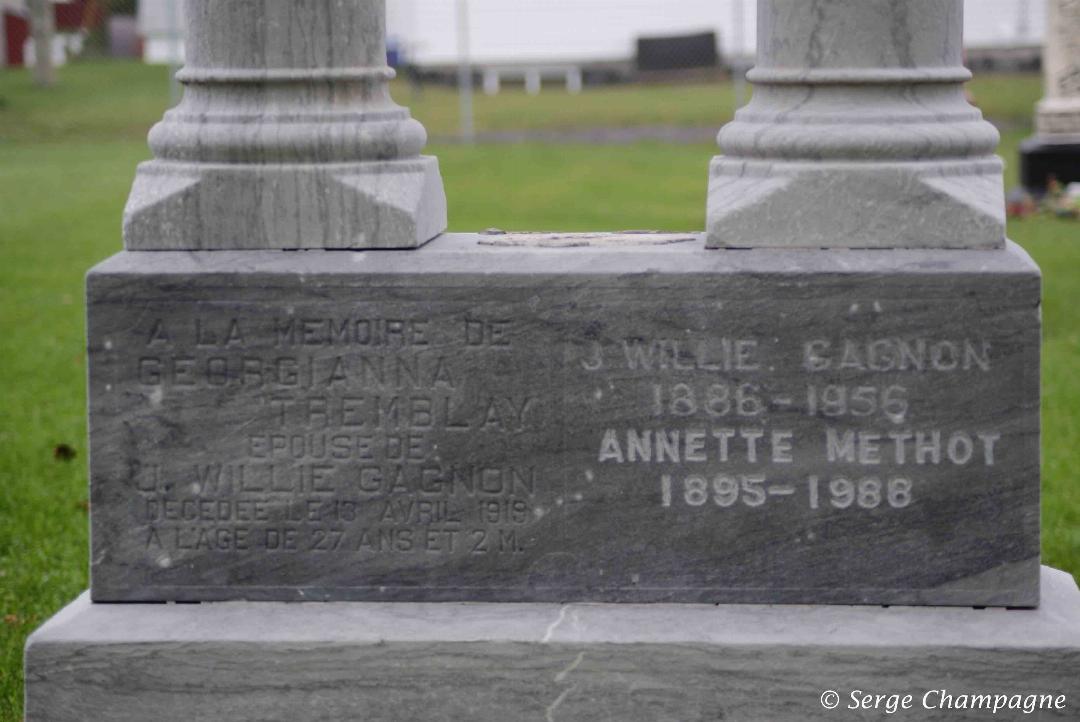 A LA MEMOIRE DE
GEORGIANNA
TREMBLAY
EPOUSE DE
J. WILLIE GAGNON
DECEDEE LE 13 AVRIL 1919
A L'AGE DE 27 ANS ET 2 M.
J. WILLIE. GAGNON
1886-1956
ANNETTE METHOT
1895-1988
© Serge Champagne